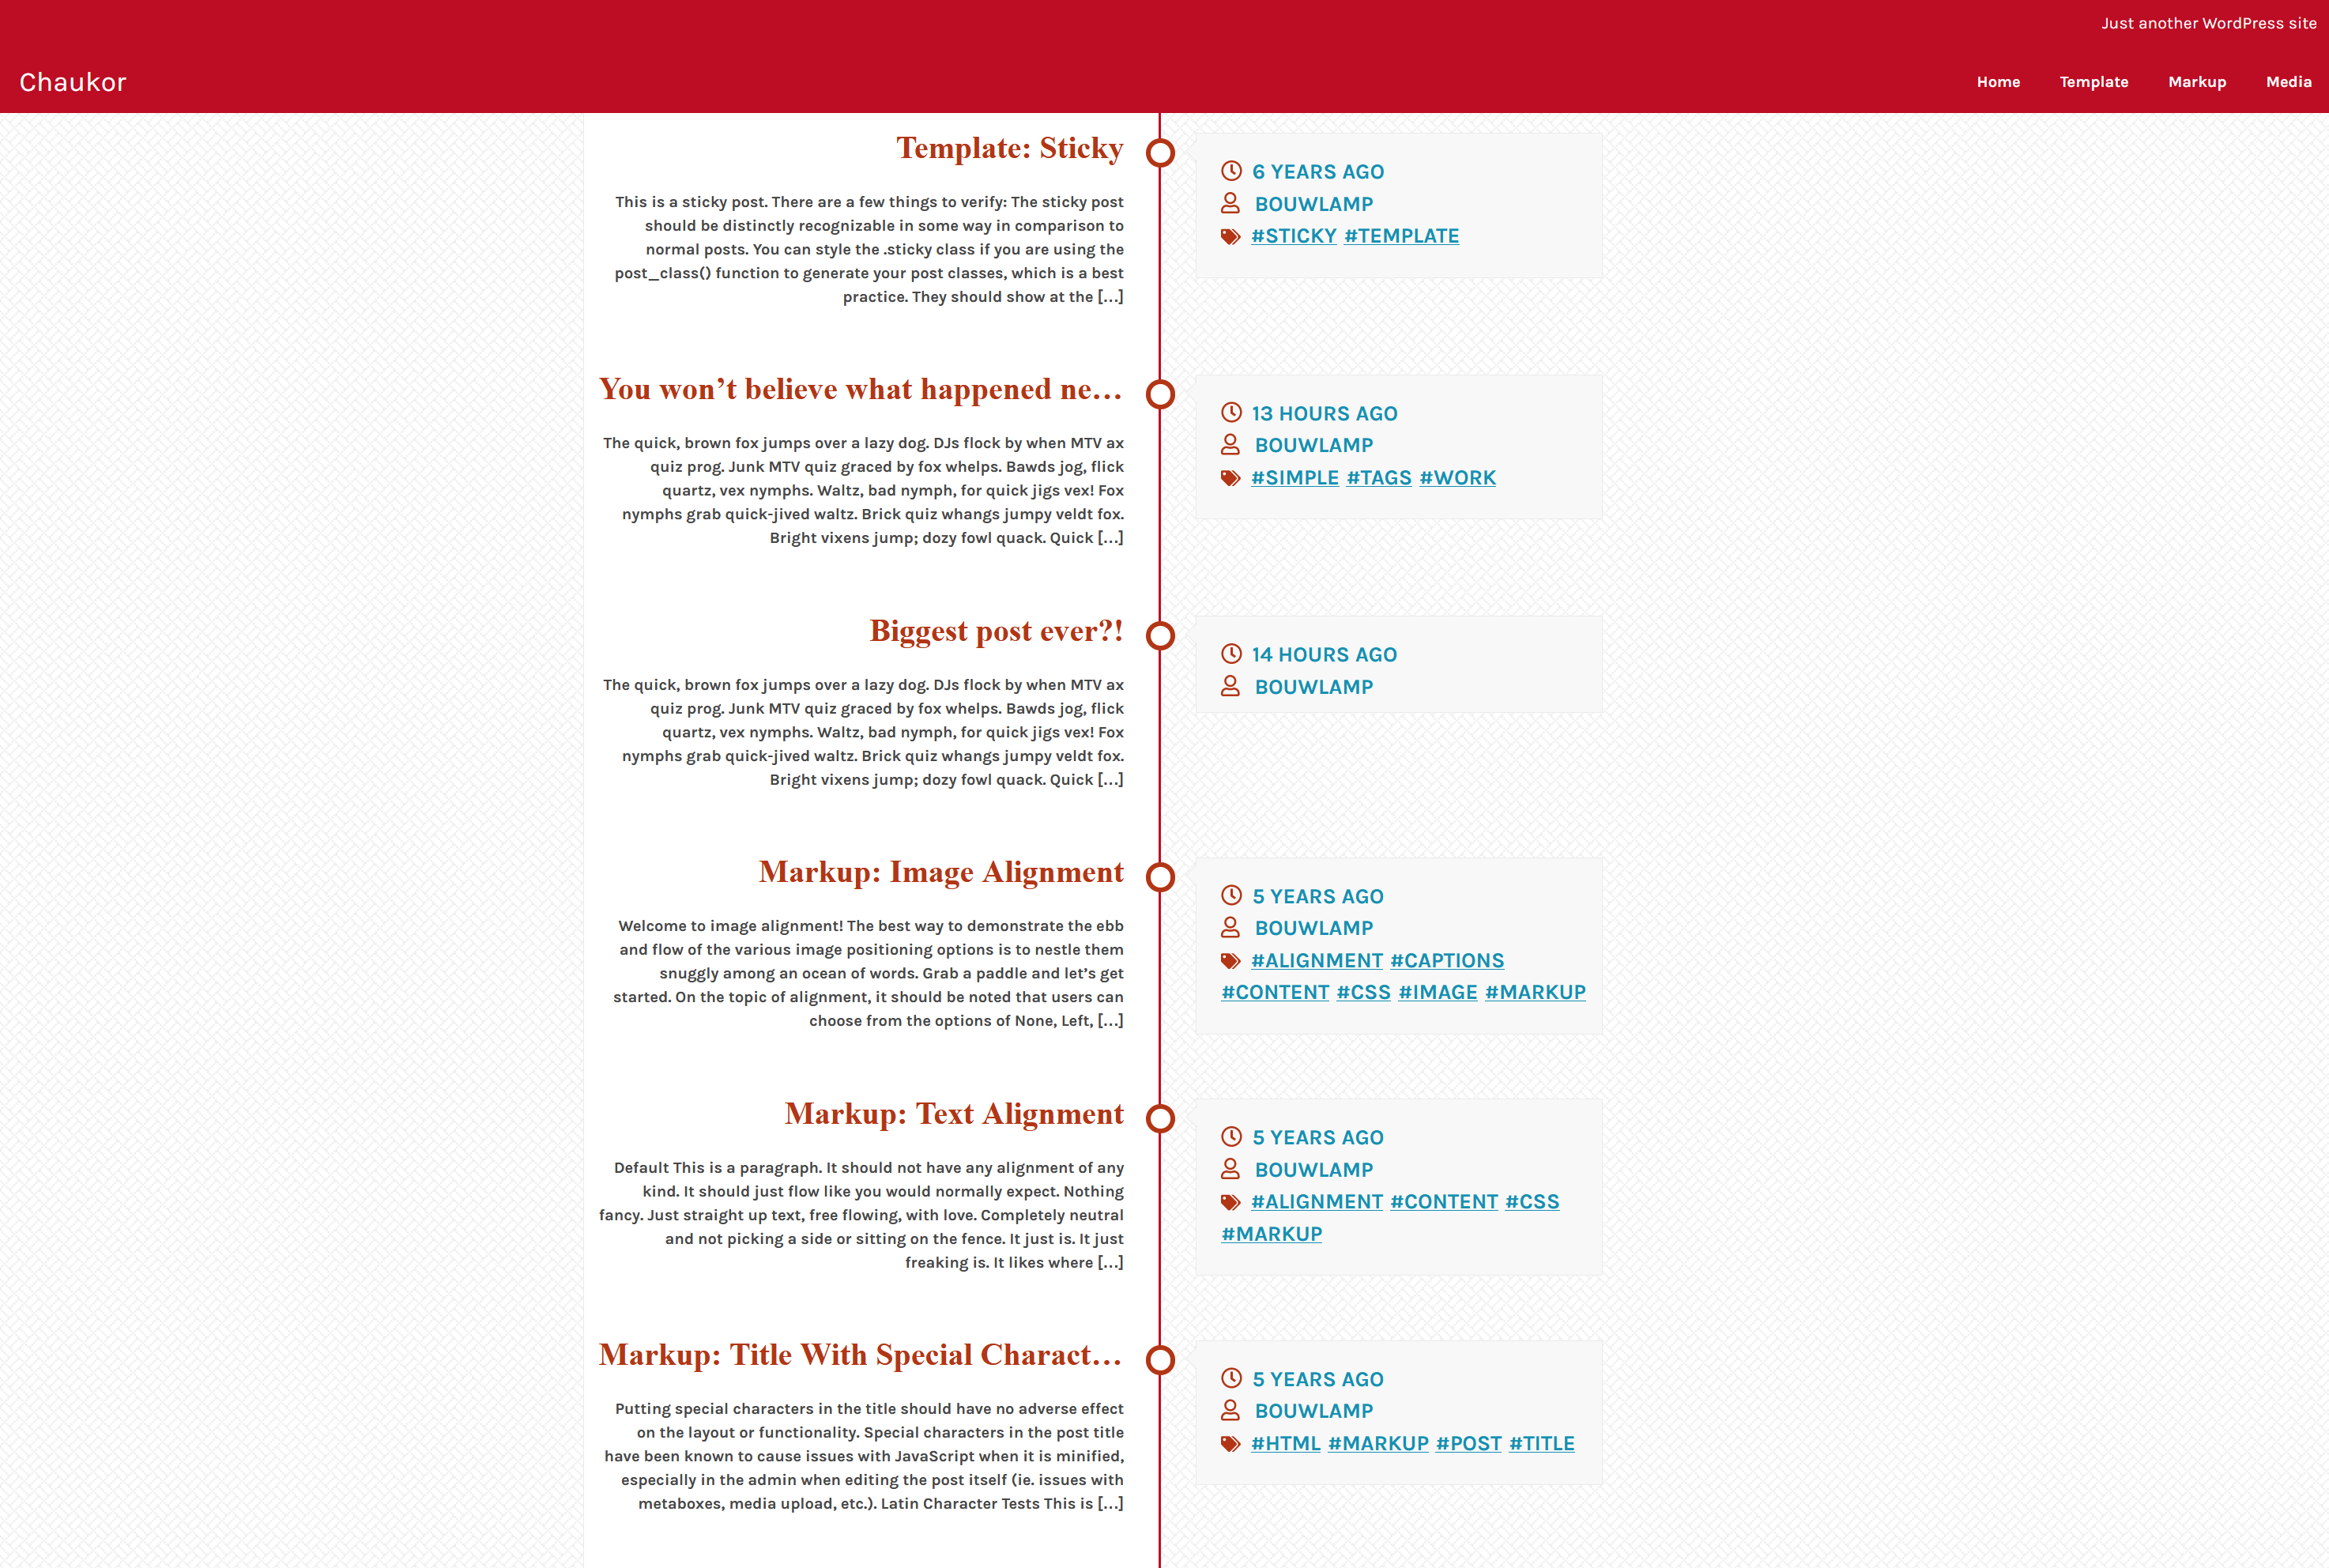 Just another WordPress site
Chaukor
Home Template Markup Media
Template: Sticky
This is a sticky post. There are a few things to verify: The sticky post
should be distinctly recognizable in some way in comparison to
normal posts. You can style the .sticky class if you are using the
post_class() function to generate your post classes, which is a best
practice. They should show at the […]
6 YEARS AGO
BOUWLAMP
#STICKY #TEMPLATE
You won’t believe what happened ne…
The quick, brown fox jumps over a lazy dog. DJs flock by when MTV ax
quiz prog. Junk MTV quiz graced by fox whelps. Bawds jog, flick
quartz, vex nymphs. Waltz, bad nymph, for quick jigs vex! Fox
nymphs grab quick-jived waltz. Brick quiz whangs jumpy veldt fox.
Bright vixens jump; dozy fowl quack. Quick […]
13 HOURS AGO
BOUWLAMP
#SIMPLE #TAGS #WORK
Biggest post ever?!
The quick, brown fox jumps over a lazy dog. DJs flock by when MTV ax
quiz prog. Junk MTV quiz graced by fox whelps. Bawds jog, flick
quartz, vex nymphs. Waltz, bad nymph, for quick jigs vex! Fox
nymphs grab quick-jived waltz. Brick quiz whangs jumpy veldt fox.
Bright vixens jump; dozy fowl quack. Quick […]
14 HOURS AGO
BOUWLAMP
Markup: Image Alignment
Welcome to image alignment! The best way to demonstrate the ebb
and flow of the various image positioning options is to nestle them
snuggly among an ocean of words. Grab a paddle and let’s get
started. On the topic of alignment, it should be noted that users can
choose from the options of None, Left, […]
5 YEARS AGO
BOUWLAMP
#ALIGNMENT #CAPTIONS
#CONTENT #CSS #IMAGE #MARKUP
Markup: Text Alignment
Default This is a paragraph. It should not have any alignment of any
kind. It should just flow like you would normally expect. Nothing
fancy. Just straight up text, free flowing, with love. Completely neutral
and not picking a side or sitting on the fence. It just is. It just
freaking is. It likes where […]
5 YEARS AGO
BOUWLAMP
#ALIGNMENT #CONTENT #CSS
#MARKUP
Markup: Title With Special Charact…
Putting special characters in the title should have no adverse effect
on the layout or functionality. Special characters in the post title
have been known to cause issues with JavaScript when it is minified,
especially in the admin when editing the post itself (ie. issues with
metaboxes, media upload, etc.). Latin Character Tests This is […]
5 YEARS AGO
BOUWLAMP
#HTML #MARKUP #POST #TITLE